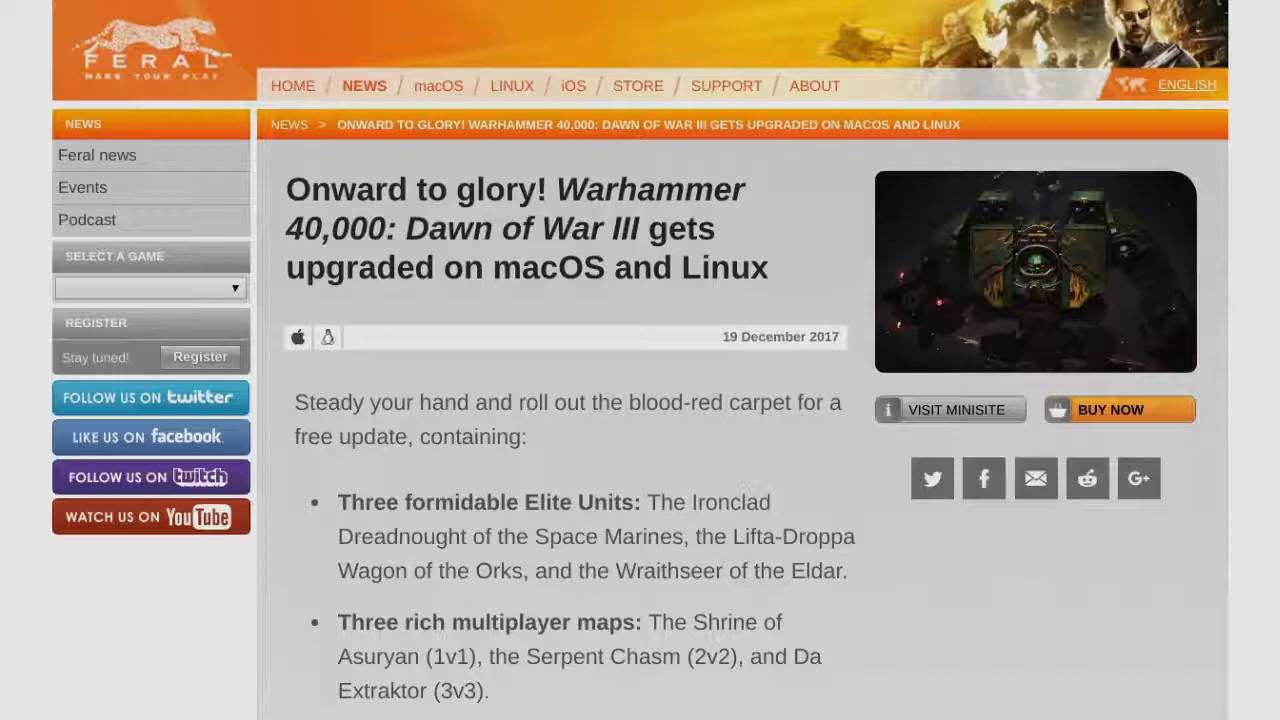 FERAL
MAKE YOUR PLAY
HOME / NEWS / macOS / LINUX / iOS / STORE / SUPPORT / ABOUT
ENGLISH
NEWS
Feral news
Events
Podcast
SELECT A GAME
REGISTER
Stay tuned! Register
FOLLOW US ON twitter
LIKE US ON facebook
FOLLOW US ON twitch
WATCH US ON YouTube
NEWS > ONWARD TO GLORY! WARHAMMER 40,000: DAWN OF WAR III GETS UPGRADED ON MACOS AND LINUX
Onward to glory! Warhammer
40,000: Dawn of War III gets
upgraded on macOS and Linux
19 December 2017
Steady your hand and roll out the blood-red carpet for a
free update, containing:
• Three formidable Elite Units: The Ironclad
Dreadnought of the Space Marines, the Lifta-Droppa
Wagon of the Orks, and the Wraithseer of the Eldar.
• Three rich multiplayer maps: The Shrine of
Asuryan (1v1), the Serpent Chasm (2v2), and Da
Extraktor (3v3).
VISIT MINISITE
BUY NOW
G+